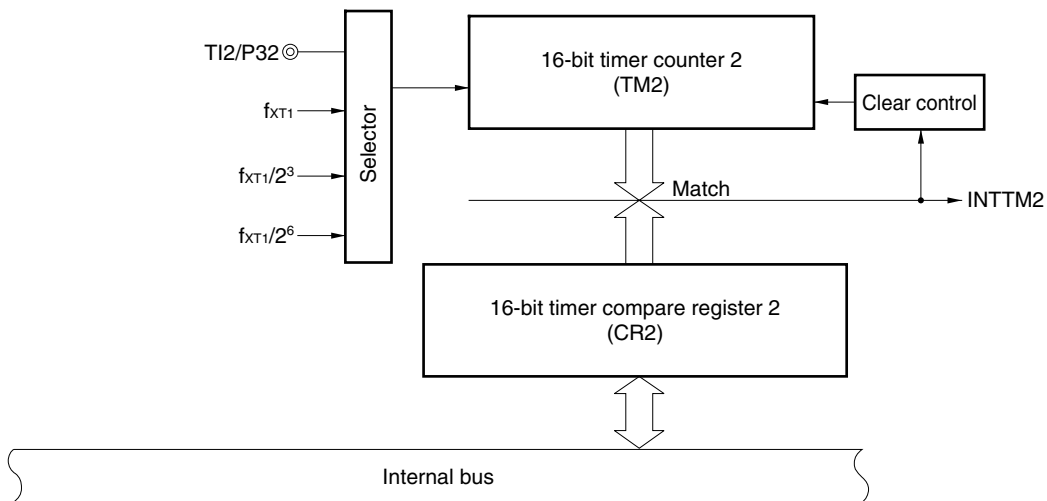 TI2/P32
16-bit timer counter 2
(TM2)
Clear control
fXT1
Selector
fXT1/2³
Match
INTTM2
fXT1/2⁶
16-bit timer compare register 2
(CR2)
Internal bus